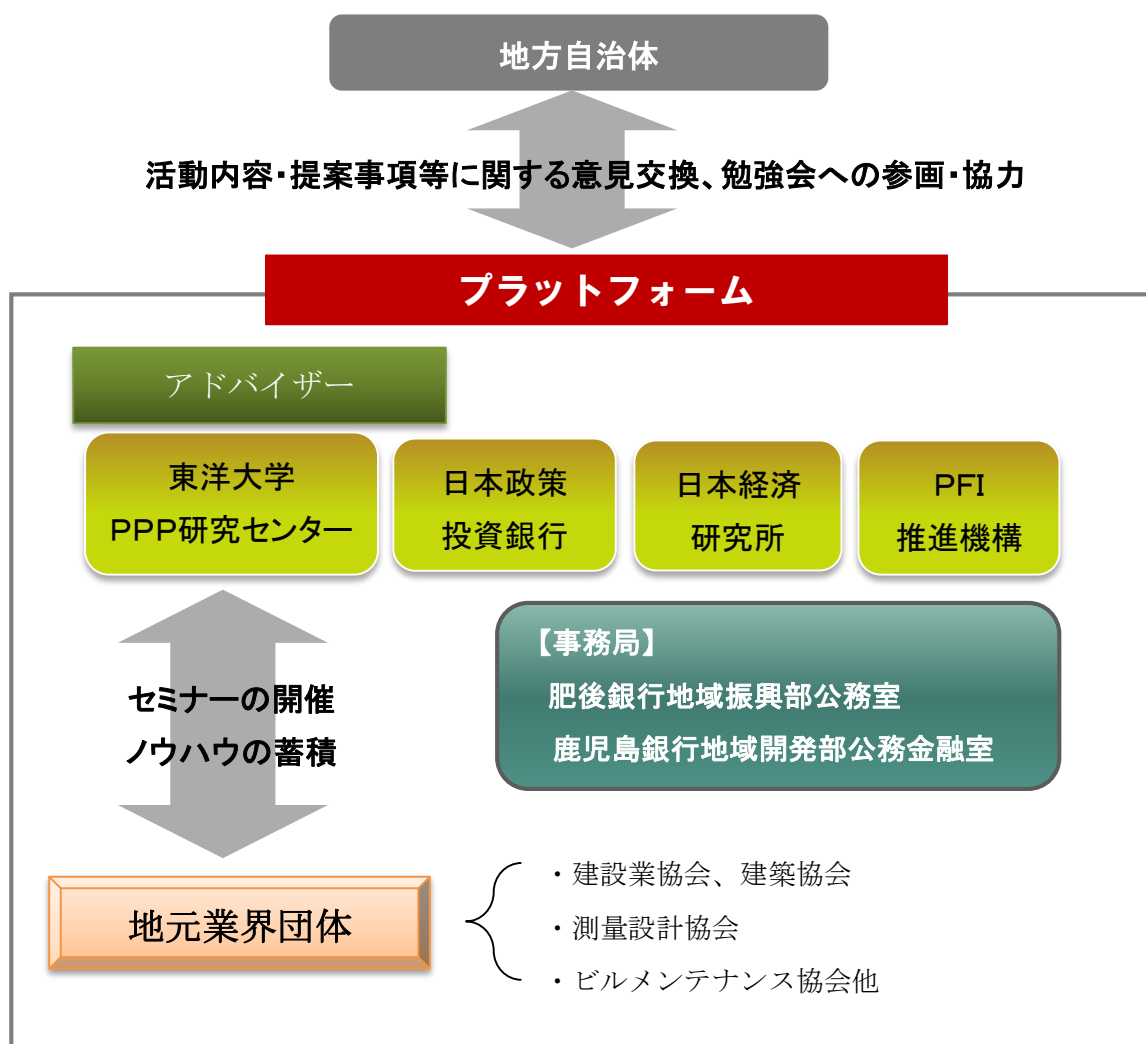 地方自治体
活動内容・提案事項等に関する意見交換、勉強会への参画・協力
プラットフォーム
アドバイザー
東洋大学
PPP研究センター
日本政策
投資銀行
日本経済
研究所
PFI
推進機構
【事務局】
肥後銀行地域振興部公務室
鹿児島銀行地域開発部公務金融室
セミナーの開催
ノウハウの蓄積
地元業界団体
・建設業協会、建築協会
・測量設計協会
・ビルメンテナンス協会他